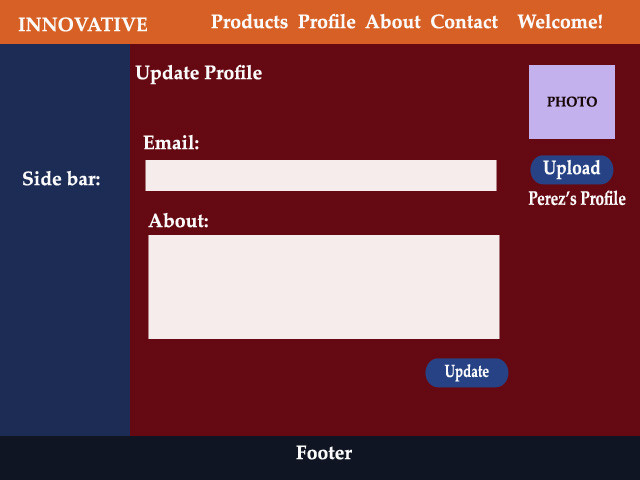 INNOVATIVE Products Profile About Contact Welcome!
Update Profile
PHOTO
Email:
Upload
Side bar:
Perez's Profile
About:
Update
Footer